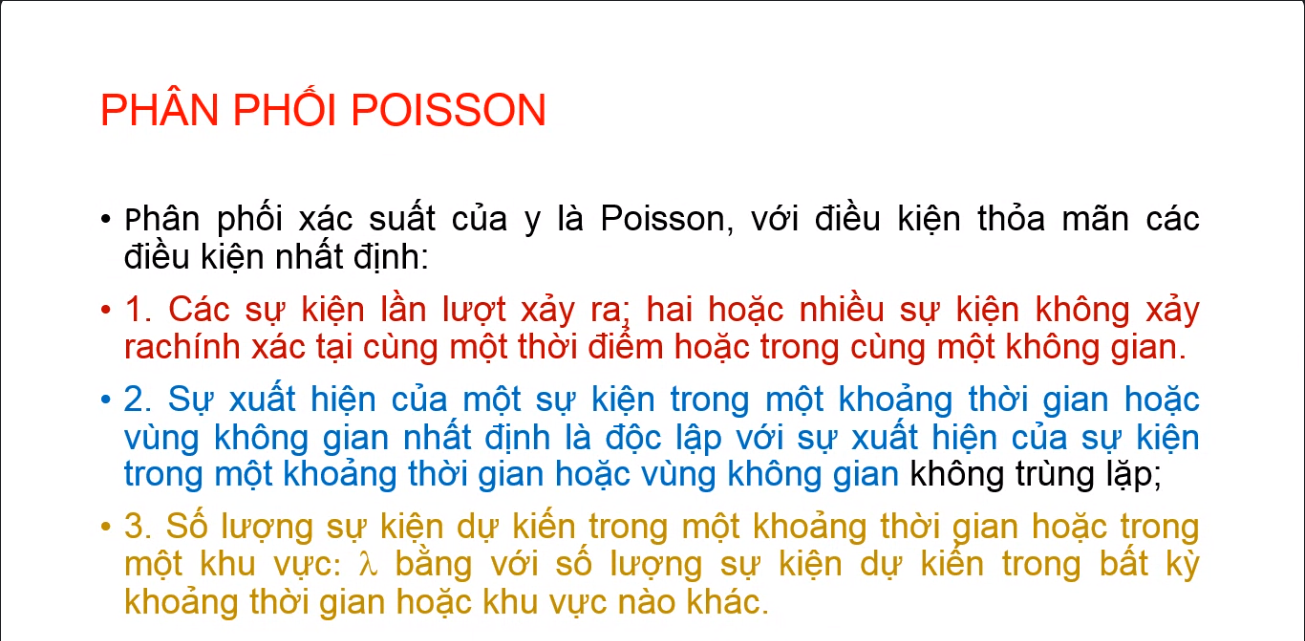 PHÂN PHỐI POISSON
• Phân phối xác suất của y là Poisson, với điều kiện thỏa mãn các
điều kiện nhất định:
• 1. Các sự kiện lần lượt xảy ra; hai hoặc nhiều sự kiện không xảy
rachính xác tại cùng một thời điểm hoặc trong cùng một không gian.
• 2. Sự xuất hiện của một sự kiện trong một khoảng thời gian hoặc
vùng không gian nhất định là độc lập với sự xuất hiện của sự kiện
trong một khoảng thời gian hoặc vùng không gian không trùng lặp;
• 3. Số lượng sự kiện dự kiến trong một khoảng thời gian hoặc trong
một khu vực: λ bằng với số lượng sự kiện dự kiến trong bất kỳ
khoảng thời gian hoặc khu vực nào khác.